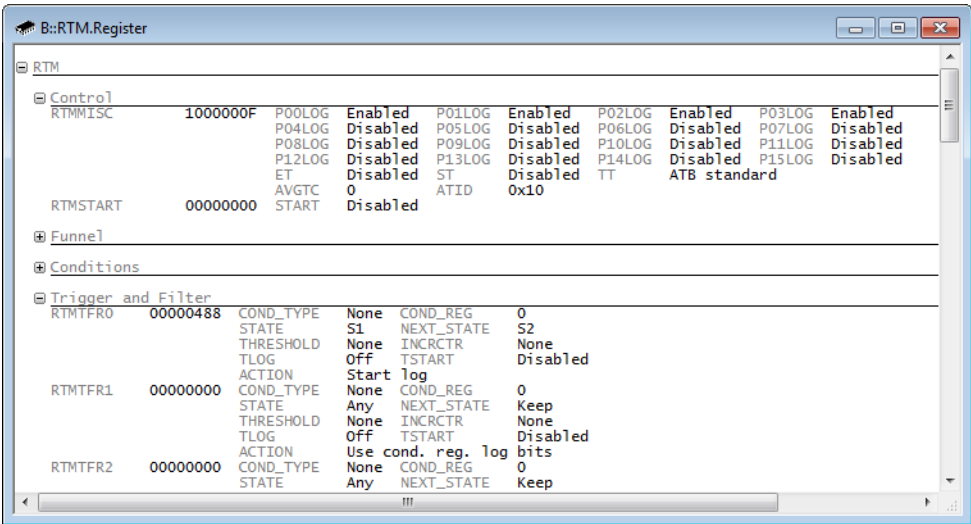 B::RTM.Register
RTM
Control
RTMMISC 1000000F P00LOG Enabled P01LOG Enabled P02LOG Enabled P03LOG Enabled
P04LOG Disabled P05LOG Disabled P06LOG Disabled P07LOG Disabled
P08LOG Disabled P09LOG Disabled P10LOG Disabled P11LOG Disabled
P12LOG Disabled P13LOG Disabled P14LOG Disabled P15LOG Disabled
ET Disabled ST Disabled TT ATB standard
AVGTC 0 ATID 0x10
RTMSTART 00000000 START Disabled
Funnel
Conditions
Trigger and Filter
RTMTFR0 00000488 COND_TYPE None COND_REG 0
STATE S1 NEXT_STATE S2
THRESHOLD None INCRCTR None
TLOG Off TSTART Disabled
ACTION Start log
RTMTFR1 00000000 COND_TYPE None COND_REG 0
STATE Any NEXT_STATE Keep
THRESHOLD None INCRCTR None
TLOG Off TSTART Disabled
ACTION Use cond. reg. log bits
RTMTFR2 00000000 COND_TYPE None COND_REG 0
STATE Any NEXT_STATE Keep